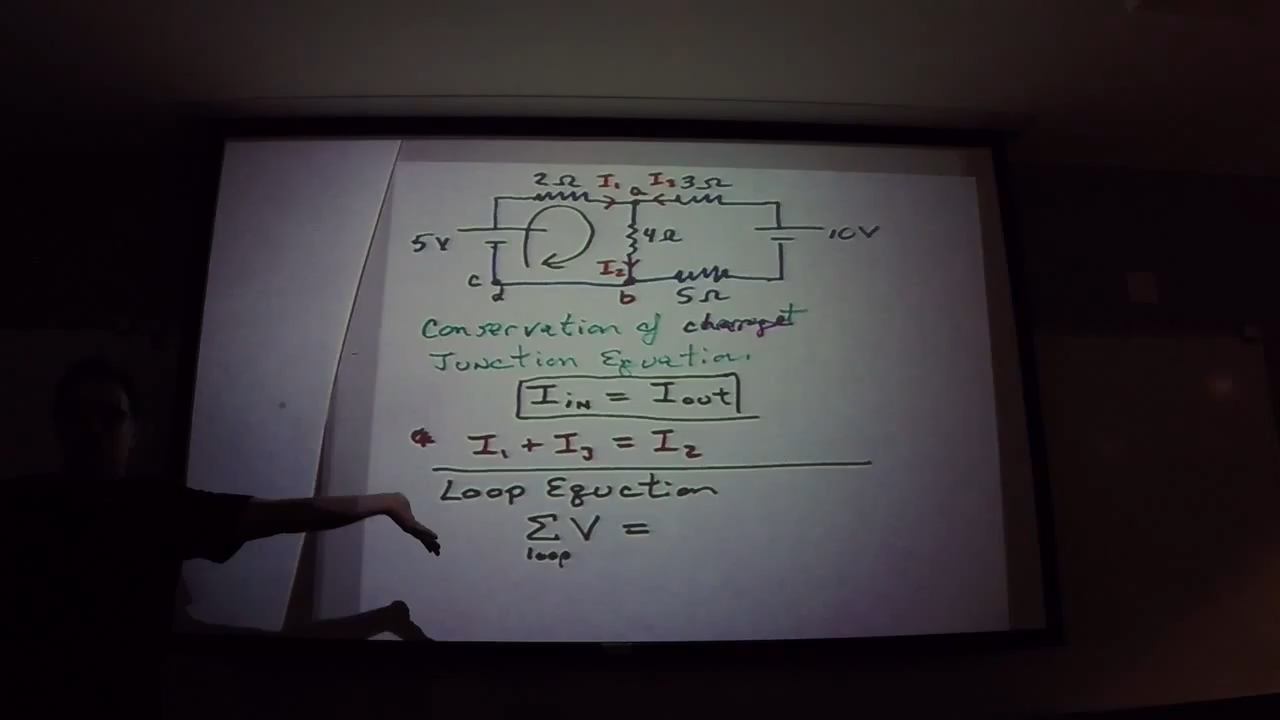 2Ω I₁ a I₃ 3Ω
5V 4Ω 10V
c I₂
d b 5Ω
Conservation of charge
Junction Equation.
I_iN = I_out
* I₁ + I₃ = I₂
Loop Equction
Σ V =
loop